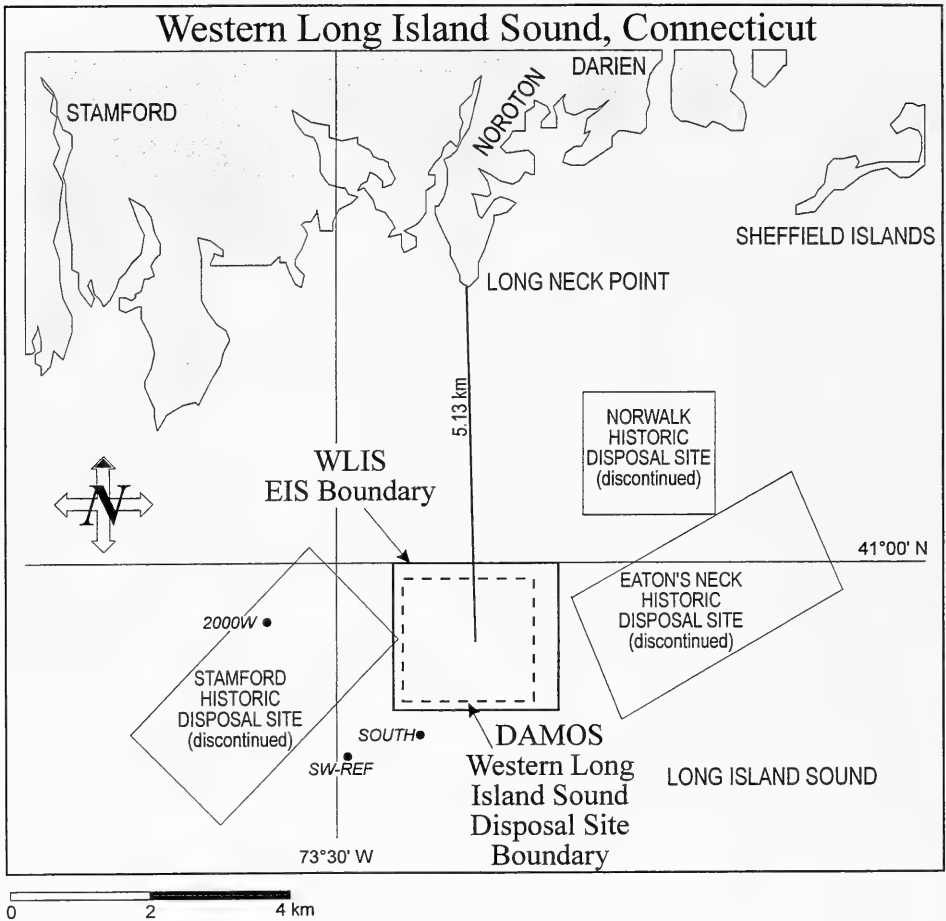 Western Long Island Sound, Connecticut
STAMFORD
NOROTON
DARIEN
SHEFFIELD ISLANDS
LONG NECK POINT
5.13 km
NORWALK
HISTORIC
DISPOSAL SITE
(discontinued)
WLIS
EIS Boundary
N
41°00' N
EATON'S NECK
HISTORIC
DISPOSAL SITE
(discontinued)
2000W
STAMFORD
HISTORIC
DISPOSAL SITE
(discontinued)
SOUTH
SW-REF
DAMOS
Western Long
Island Sound
Disposal Site
Boundary
LONG ISLAND SOUND
73°30' W
0 2 4 km